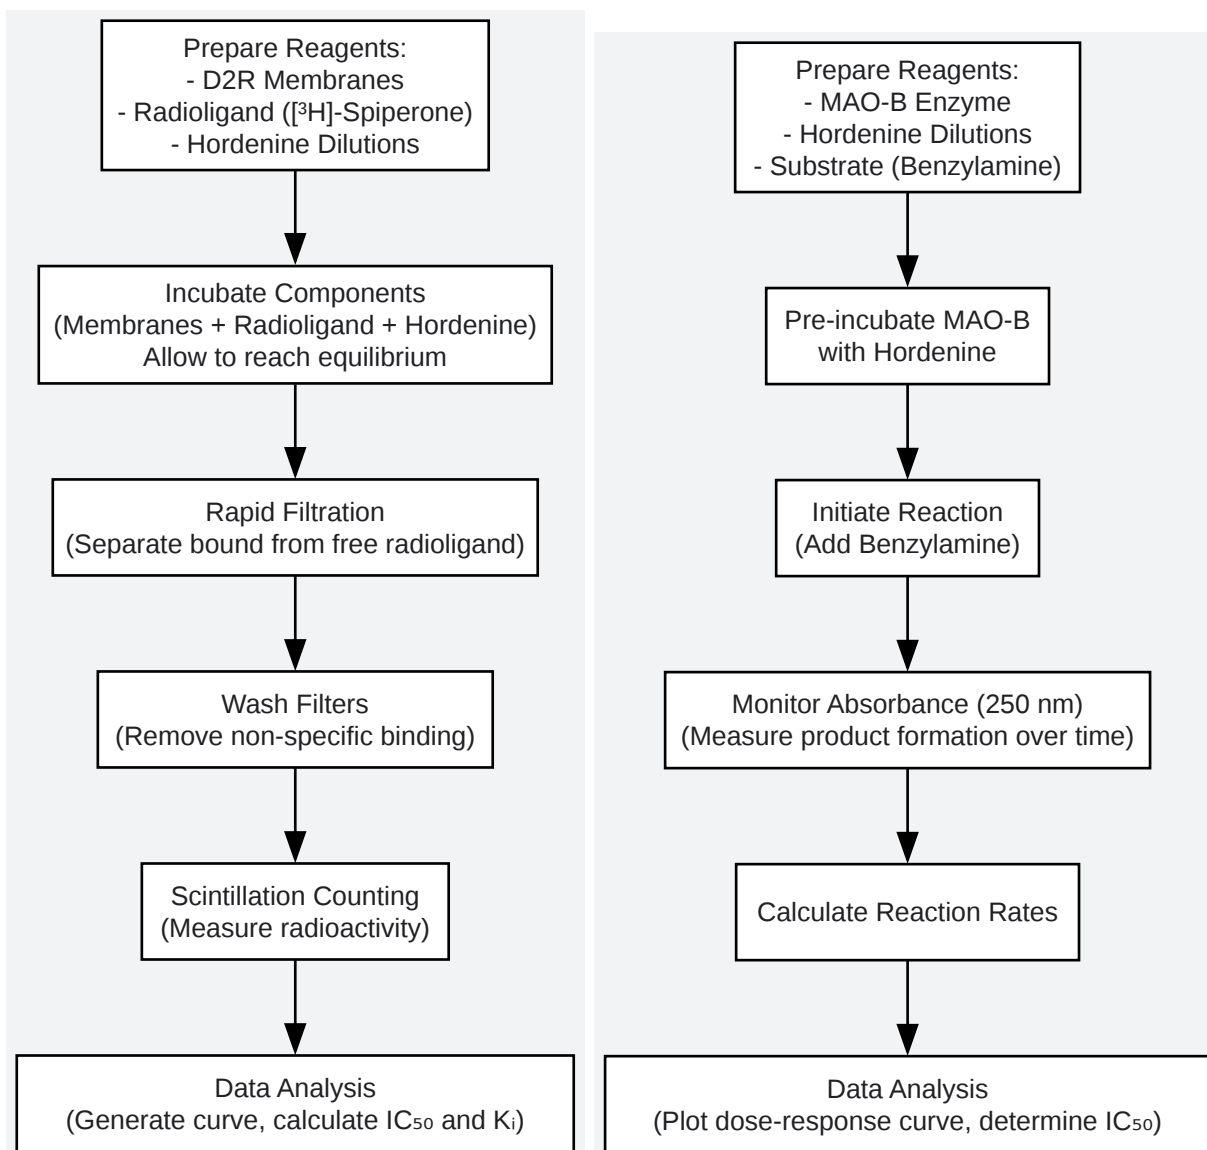 Prepare Reagents:
- D2R Membranes
- Radioligand ([³H]-Spiperone)
- Hordenine Dilutions
Incubate Components
(Membranes + Radioligand + Hordenine)
Allow to reach equilibrium
Rapid Filtration
(Separate bound from free radioligand)
Wash Filters
(Remove non-specific binding)
Scintillation Counting
(Measure radioactivity)
Data Analysis
(Generate curve, calculate IC₅₀ and Kᵢ)
Prepare Reagents:
- MAO-B Enzyme
- Hordenine Dilutions
- Substrate (Benzylamine)
Pre-incubate MAO-B
with Hordenine
Initiate Reaction
(Add Benzylamine)
Monitor Absorbance (250 nm)
(Measure product formation over time)
Calculate Reaction Rates
Data Analysis
(Plot dose-response curve, determine IC₅₀)